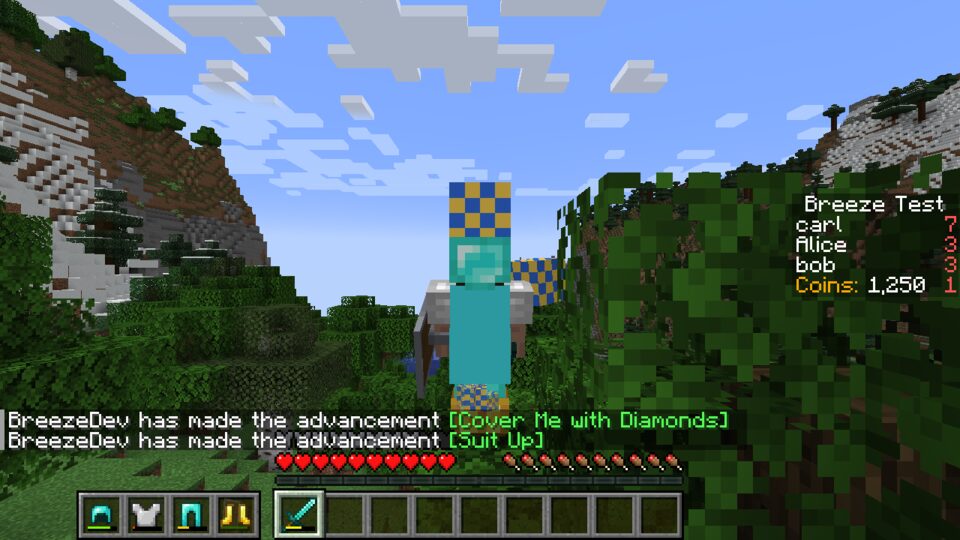 Breeze Test
carl 7
Alice 3
bob 3
Coins: 1,250 1
BreezeDev has made the advancement [Cover Me with Diamonds]
BreezeDev has made the advancement [Suit Up]